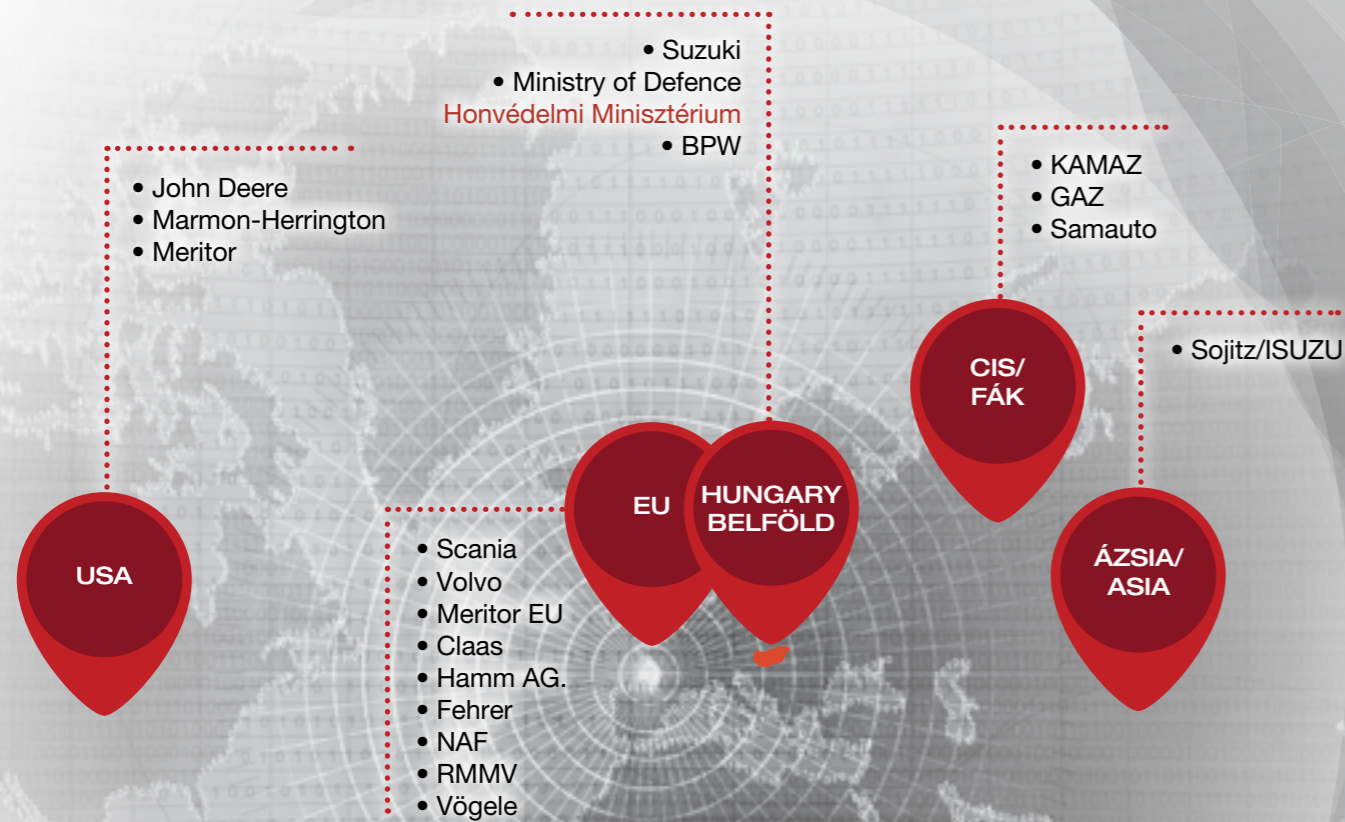 • Suzuki
• Ministry of Defence
Honvédelmi Minisztérium
• BPW
• John Deere
• Marmon-Herrington
• Meritor
• KAMAZ
• GAZ
• Samauto
• Sojitz/ISUZU
CIS/
FÁK
EU
HUNGARY
BELFÖLD
USA
ÁZSIA/
ASIA
• Scania
• Volvo
• Meritor EU
• Claas
• Hamm AG.
• Fehrer
• NAF
• RMMV
• Vögele